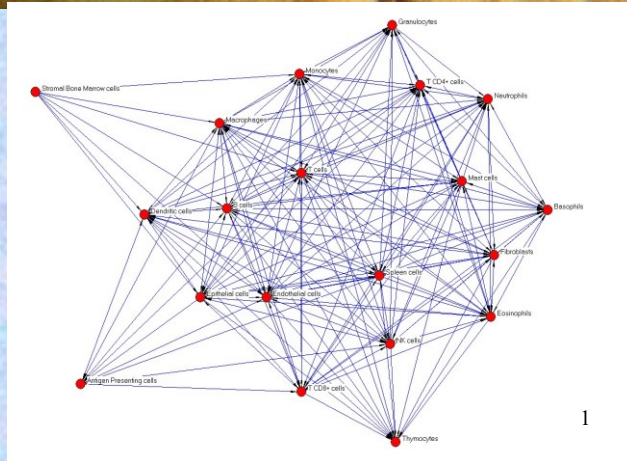 Granulocytes
Monocytes
T CD4+ cells
Stromal Bone Marrow cells
Neutrophils
Macrophages
T cells
Mast cells
B cells
Dendritic cells
Basophils
Fibroblasts
Spleen cells
Epithelial cells
Endothelial cells
Eosinophils
NK cells
Antigen Presenting cells
T CD8+ cells
1
Thymocytes